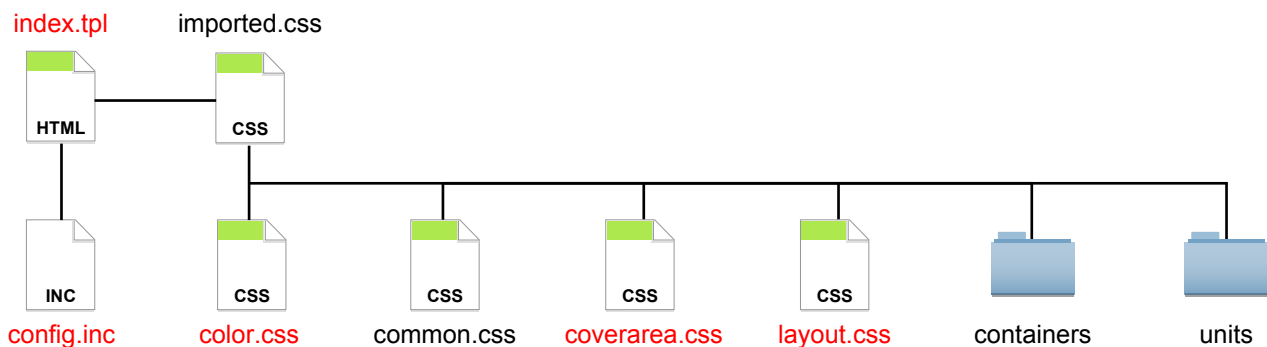 index.tpl imported.css
HTML CSS
INC CSS CSS CSS CSS
config.inc color.css common.css coverarea.css layout.css containers units